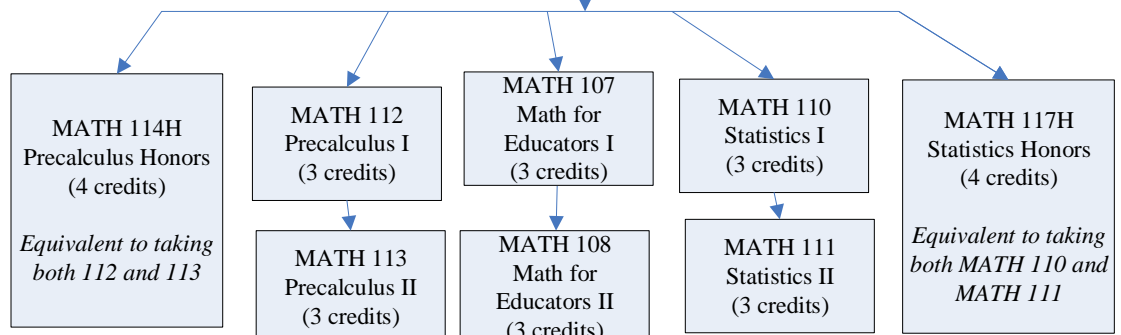 MATH 114H
Precalculus Honors
(4 credits)
Equivalent to taking
both 112 and 113
MATH 112
Precalculus I
(3 credits)
MATH 113
Precalculus II
(3 credits)
MATH 107
Math for
Educators I
(3 credits)
MATH 108
Math for
Educators II
(3 credits)
MATH 110
Statistics I
(3 credits)
MATH 111
Statistics II
(3 credits)
MATH 117H
Statistics Honors
(4 credits)
Equivalent to taking
both MATH 110 and
MATH 111